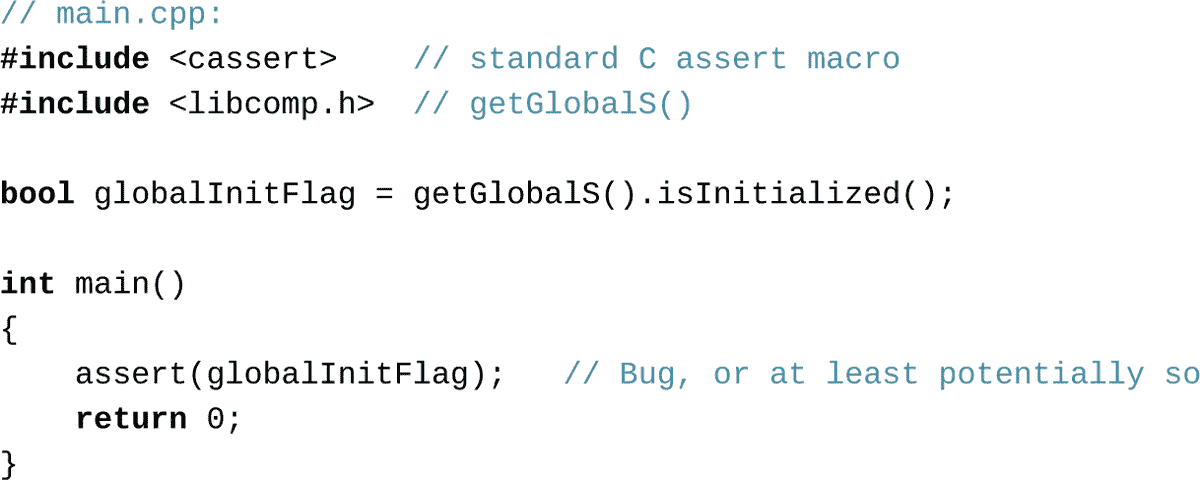 // main.cpp:
#include <cassert>    // standard C assert macro
#include <libcomp.h>  // getGlobalS()

bool globalInitFlag = getGlobalS().isInitialized();

int main()
{
    assert(globalInitFlag);   // Bug, or at least potentially so
    return 0;
}